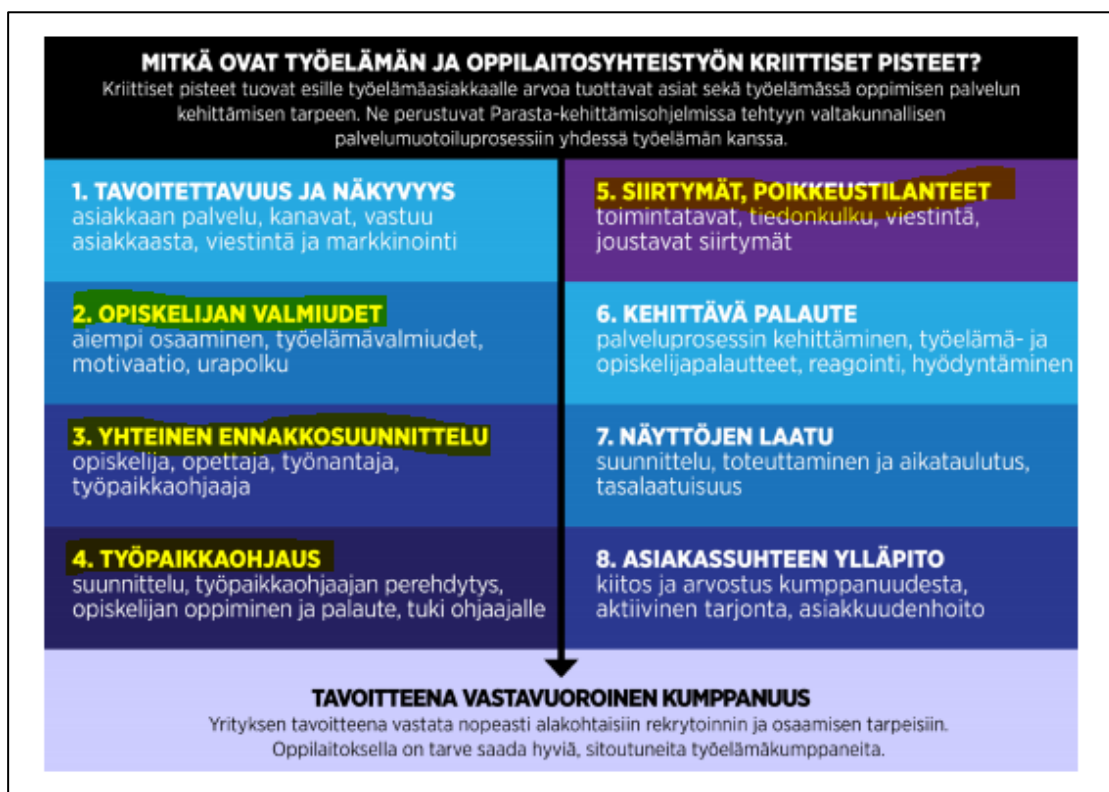 MITKÄ OVAT TYÖELÄMÄN JA OPPILAITOSYHTEISTYÖN KRIITTISET PISTEET?
Kriittiset pisteet tuovat esille työelämäasiakkaalle arvoa tuottavat asiat sekä työelämässä oppimisen palvelun
kehittämisen tarpeen. Ne perustuvat Parasta-kehittämisohjelmissa tehtyyn valtakunnallisen
palvelumuotoiluprosessiin yhdessä työelämän kanssa.
1. TAVOITETTAVUUS JA NÄKYVYYS
asiakkaan palvelu, kanavat, vastuu
asiakkaasta, viestintä ja markkinointi
2. OPISKELIJAN VALMIUDET
aiempi osaaminen, työelämävalmiudet,
motivaatio, urapolku
3. YHTEINEN ENNAKKOSUUNNITTELU
opiskelija, opettaja, työnantaja,
työpaikkaohjaaja
4. TYÖPAIKKAOHJAUS
suunnittelu, työpaikkaohjaajan perehdytys,
opiskelijan oppiminen ja palaute, tuki ohjaajalle
5. SIIRTYMÄT, POIKKEUSTILANTEET
toimintatavat, tiedonkulku, viestintä,
joustavat siirtymät
6. KEHITTÄVÄ PALAUTE
palveluprosessin kehittäminen, työelämä- ja
opiskelijapalautteet, reagointi, hyödyntäminen
7. NÄYTTÖJEN LAATU
suunnittelu, toteuttaminen ja aikataulutus,
tasalaatuisuus
8. ASIAKASSUHTEEN YLLÄPITO
kiitos ja arvostus kumppanuudesta,
aktiivinen tarjonta, asiakkuudenhoito
TAVOITTEENA VASTAVUOROINEN KUMPPANUUS
Yrityksen tavoitteena vastata nopeasti alakohtaisiin rekrytoinnin ja osaamisen tarpeisiin.
Oppilaitoksella on tarve saada hyviä, sitoutuneita työelämäkumppaneita.